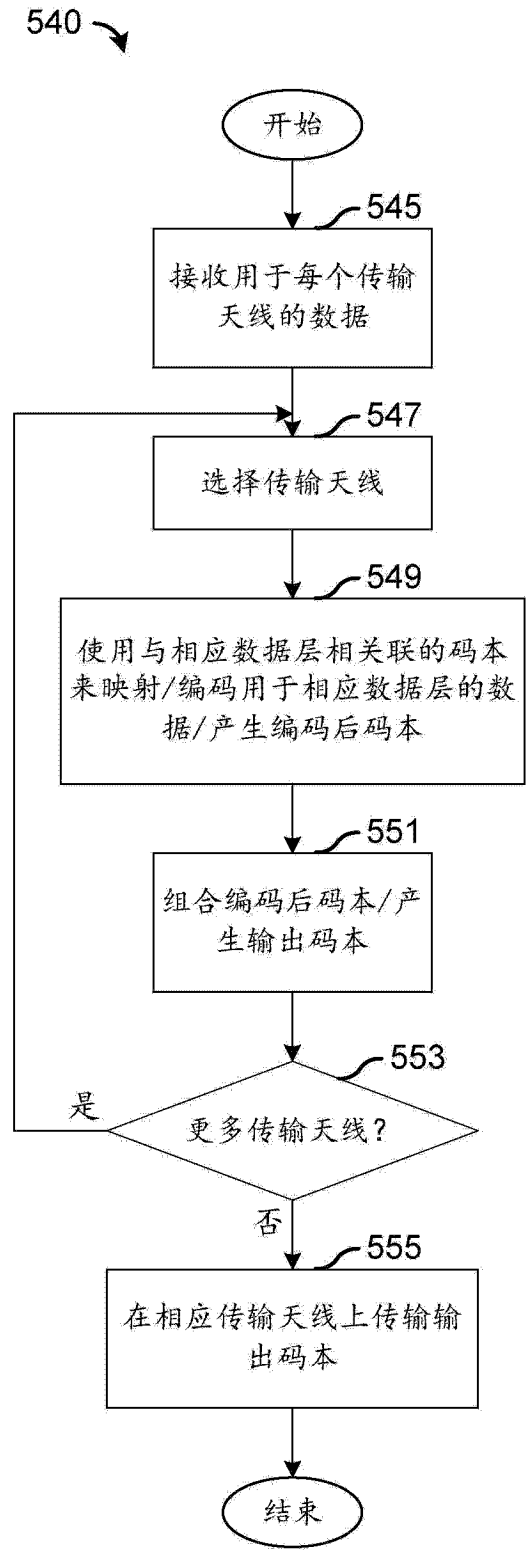 540
开始
545
接收用于每个传输
天线的数据
547
选择传输天线
549
使用与相应数据层相关联的码本
来映射/编码用于相应数据层的数
据/产生编码后码本
551
组合编码后码本/产
生输出码本
553
更多传输天线?
是
否
555
在相应传输天线上传输输
出码本
结束